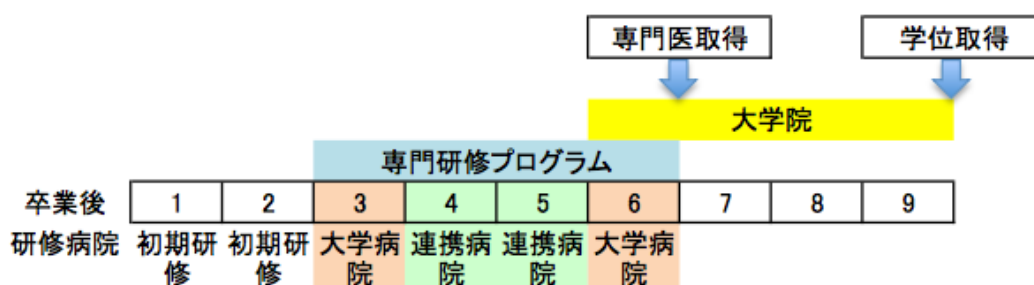 専門医取得 学位取得
大学院
専門研修プログラム
卒業後 1 2 3 4 5 6 7 8 9
研修病院 初期研修 初期研修 大学病院 連携病院 連携病院 大学病院